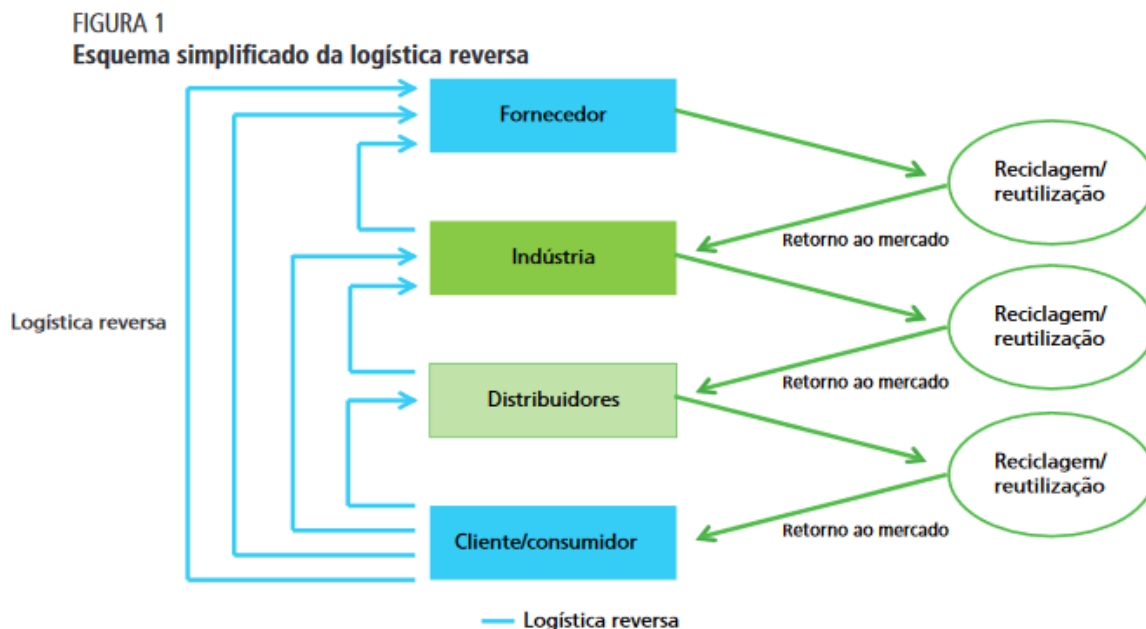 FIGURA 1
Esquema simplificado da logística reversa
Fornecedor
Reciclagem/
reutilização
Retorno ao mercado
Indústria
Logística reversa
Reciclagem/
reutilização
Retorno ao mercado
Distribuidores
Reciclagem/
reutilização
Retorno ao mercado
Cliente/consumidor
Logística reversa